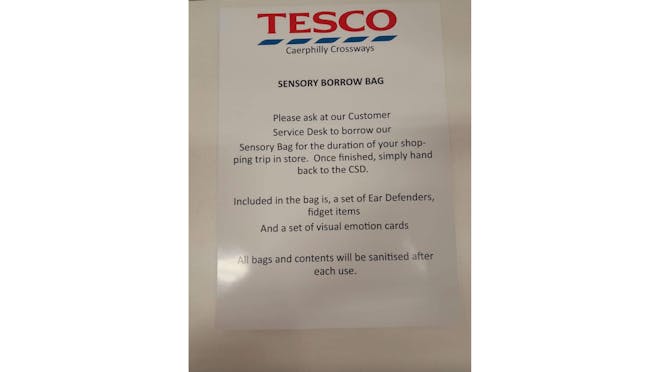 TESCO
Caerphilly Crossways
SENSORY BORROW BAG
Please ask at our Customer
Service Desk to borrow our
Sensory Bag for the duration of your shop-
ping trip in store. Once finished, simply hand
back to the CSD.
Included in the bag is, a set of Ear Defenders,
fidget items
And a set of visual emotion cards
All bags and contents will be sanitised after
each use.